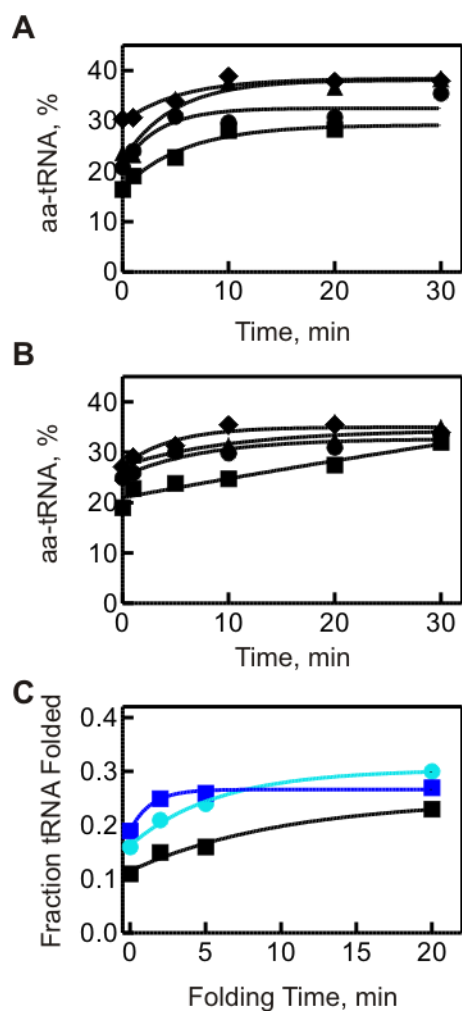 A
aa-tRNA, %
40
30
20
10
0
0 10 20 30
Time, min
B
aa-tRNA, %
40
30
20
10
0
0 10 20 30
Time, min
C
Fraction tRNA Folded
0.4
0.3
0.2
0.1
0.0
0 5 10 15 20
Folding Time, min